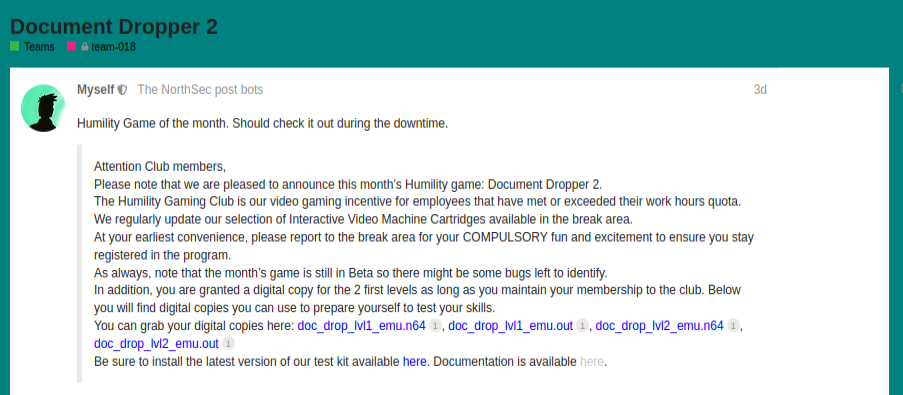 Document Dropper 2
Teams team-018
Myself The NorthSec post bots 3d
Humility Game of the month. Should check it out during the downtime.
Attention Club members,
Please note that we are pleased to announce this month's Humility game: Document Dropper 2.
The Humility Gaming Club is our video gaming incentive for employees that have met or exceeded their work hours quota.
We regularly update our selection of Interactive Video Machine Cartridges available in the break area.
At your earliest convenience, please report to the break area for your COMPULSORY fun and excitement to ensure you stay
registered in the program.
As always, note that the month's game is still in Beta so there might be some bugs left to identify.
In addition, you are granted a digital copy for the 2 first levels as long as you maintain your membership to the club. Below
you will find digital copies you can use to prepare yourself to test your skills.
You can grab your digital copies here: doc_drop_lvl1_emu.n64 1, doc_drop_lvl1_emu.out 1, doc_drop_lvl2_emu.n64 1,
doc_drop_lvl2_emu.out 1
Be sure to install the latest version of our test kit available here. Documentation is available here.